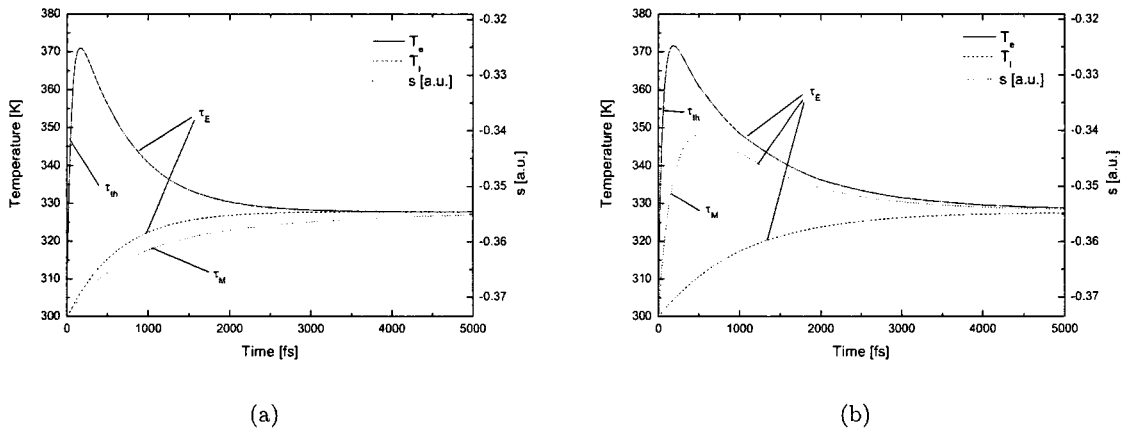 Temperature [K]
380
370
360
350
340
330
320
310
300
0
1000
2000
3000
4000
5000
Time [fs]
-0.32
-0.33
-0.34
-0.35
-0.36
-0.37
s [a.u.]
T_e
T_l
s [a.u.]
τ_E
τ_th
τ_M
(a)
Temperature [K]
380
370
360
350
340
330
320
310
300
0
1000
2000
3000
4000
5000
Time [fs]
-0.32
-0.33
-0.34
-0.35
-0.36
-0.37
s [a.u.]
T_e
T_l
s [a.u.]
τ_E
τ_th
τ_M
(b)